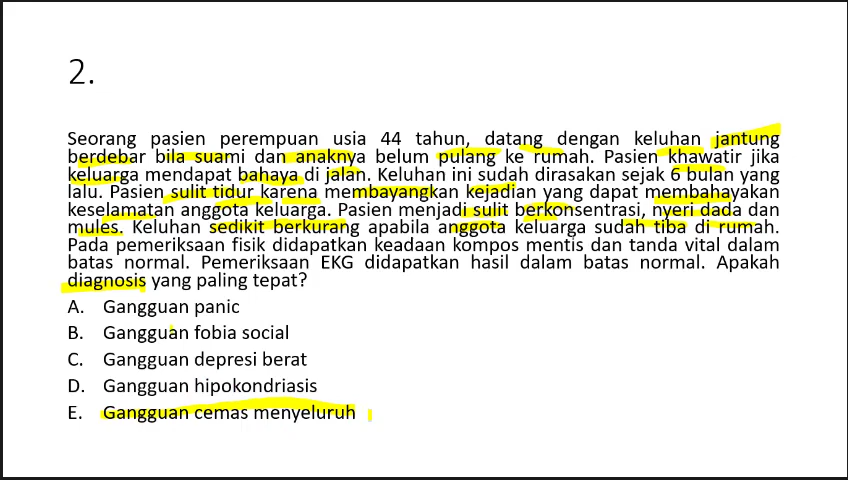 2.
Seorang pasien perempuan usia 44 tahun, datang dengan keluhan jantung
berdebar bila suami dan anaknya belum pulang ke rumah. Pasien khawatir jika
keluarga mendapat bahaya di jalan. Keluhan ini sudah dirasakan sejak 6 bulan yang
lalu. Pasien sulit tidur karena membayangkan kejadian yang dapat membahayakan
keselamatan anggota keluarga. Pasien menjadi sulit berkonsentrasi, nyeri dada dan
mules. Keluhan sedikit berkurang apabila anggota keluarga sudah tiba di rumah.
Pada pemeriksaan fisik didapatkan keadaan kompos mentis dan tanda vital dalam
batas normal. Pemeriksaan EKG didapatkan hasil dalam batas normal. Apakah
diagnosis yang paling tepat?
A. Gangguan panic
B. Gangguan fobia social
C. Gangguan depresi berat
D. Gangguan hipokondriasis
E. Gangguan cemas menyeluruh